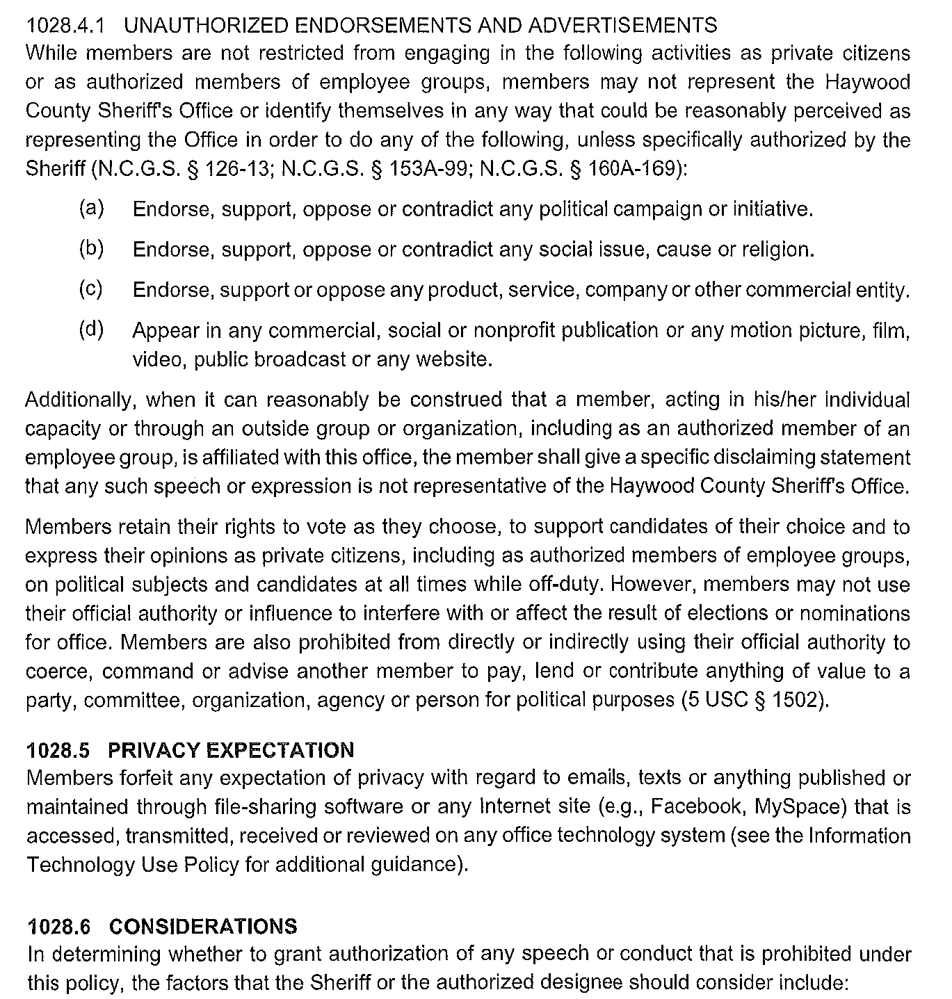 1028.4.1 UNAUTHORIZED ENDORSEMENTS AND ADVERTISEMENTS
While members are not restricted from engaging in the following activities as private citizens
or as authorized members of employee groups, members may not represent the Haywood
County Sheriff's Office or identify themselves in any way that could be reasonably perceived as
representing the Office in order to do any of the following, unless specifically authorized by the
Sheriff (N.C.G.S. § 126-13; N.C.G.S. § 153A-99; N.C.G.S. § 160A-169):
(a) Endorse, support, oppose or contradict any political campaign or initiative.
(b) Endorse, support, oppose or contradict any social issue, cause or religion.
(c) Endorse, support or oppose any product, service, company or other commercial entity.
(d) Appear in any commercial, social or nonprofit publication or any motion picture, film,
video, public broadcast or any website.
Additionally, when it can reasonably be construed that a member, acting in his/her individual
capacity or through an outside group or organization, including as an authorized member of an
employee group, is affiliated with this office, the member shall give a specific disclaiming statement
that any such speech or expression is not representative of the Haywood County Sheriff's Office.
Members retain their rights to vote as they choose, to support candidates of their choice and to
express their opinions as private citizens, including as authorized members of employee groups,
on political subjects and candidates at all times while off-duty. However, members may not use
their official authority or influence to interfere with or affect the result of elections or nominations
for office. Members are also prohibited from directly or indirectly using their official authority to
coerce, command or advise another member to pay, lend or contribute anything of value to a
party, committee, organization, agency or person for political purposes (5 USC § 1502).
1028.5 PRIVACY EXPECTATION
Members forfeit any expectation of privacy with regard to emails, texts or anything published or
maintained through file-sharing software or any Internet site (e.g., Facebook, MySpace) that is
accessed, transmitted, received or reviewed on any office technology system (see the Information
Technology Use Policy for additional guidance).
1028.6 CONSIDERATIONS
In determining whether to grant authorization of any speech or conduct that is prohibited under
this policy, the factors that the Sheriff or the authorized designee should consider include: